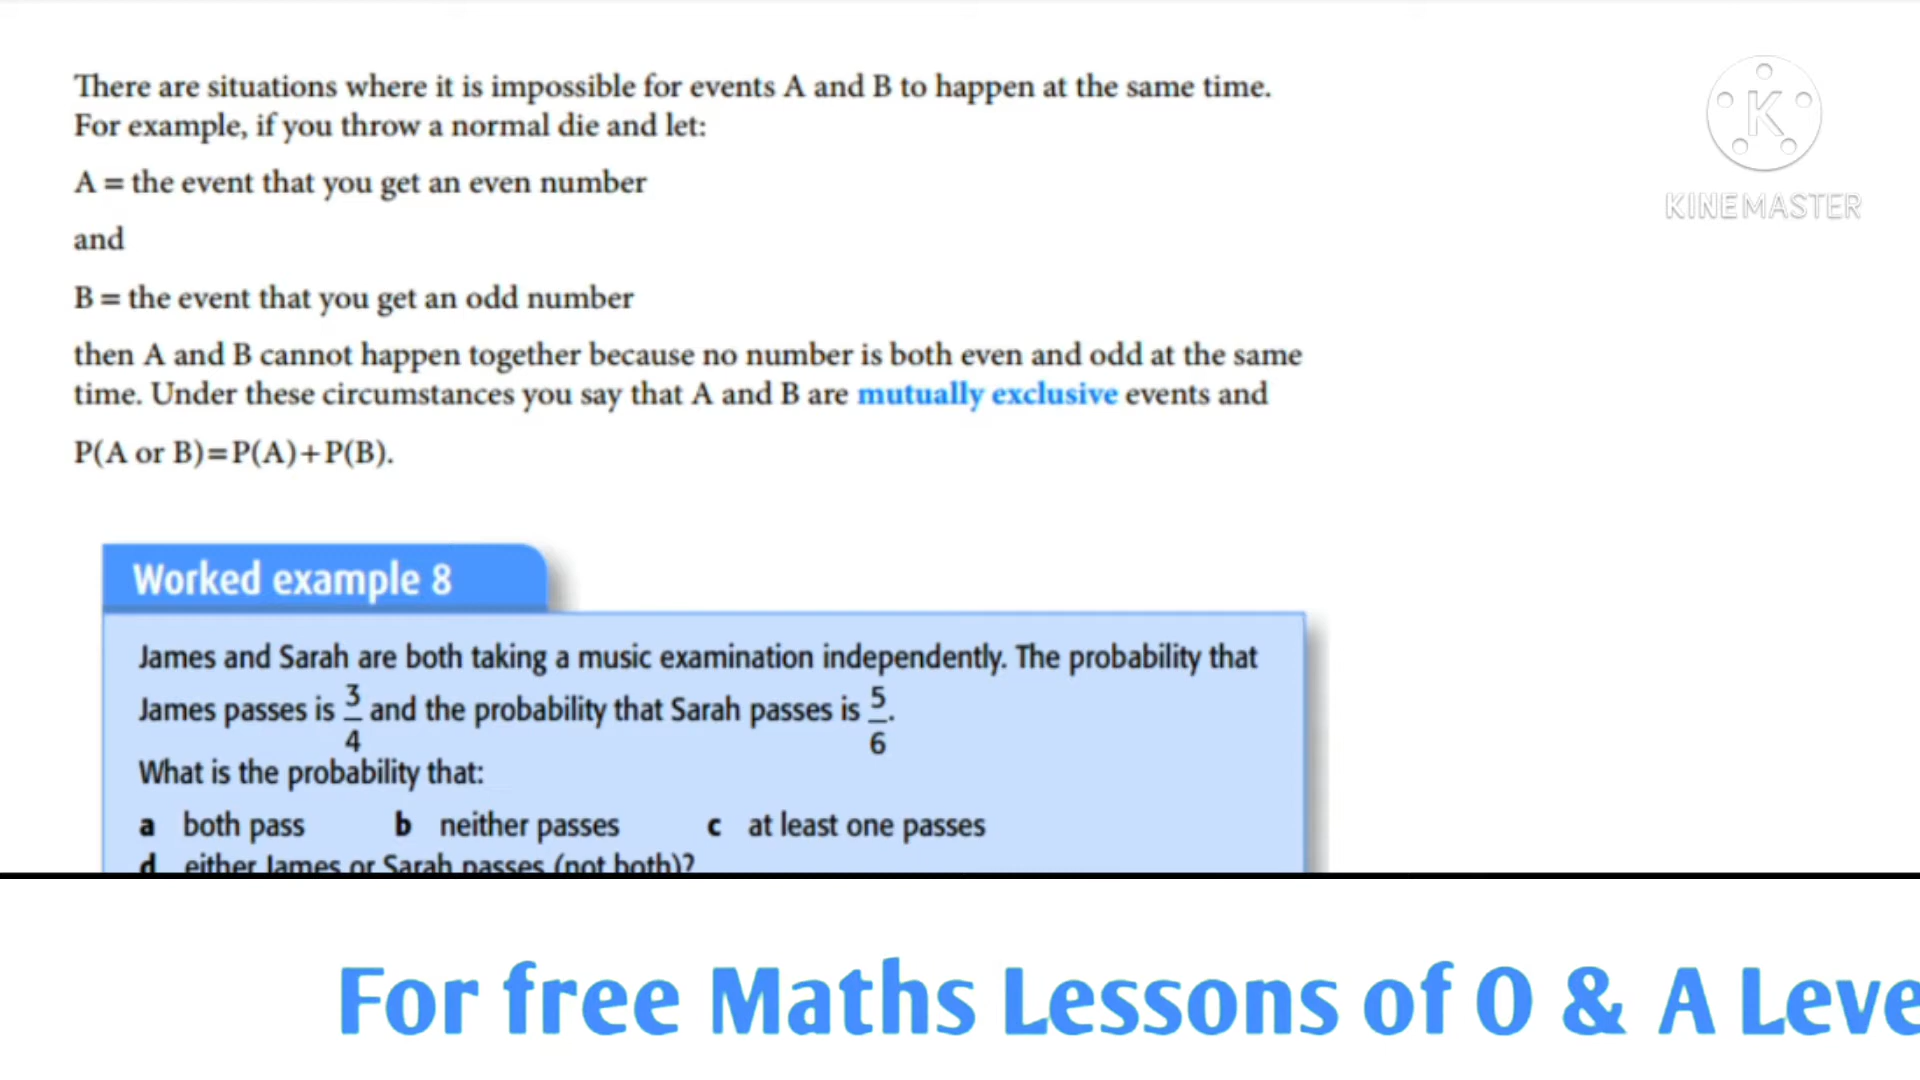 There are situations where it is impossible for events A and B to happen at the same time.
For example, if you throw a normal die and let:
A = the event that you get an even number
and
B = the event that you get an odd number
then A and B cannot happen together because no number is both even and odd at the same
time. Under these circumstances you say that A and B are mutually exclusive events and
P(A or B)=P(A)+P(B).
K
KINEMASTER
Worked example 8
James and Sarah are both taking a music examination independently. The probability that
James passes is 3/4 and the probability that Sarah passes is 5/6.
What is the probability that:
a both pass b neither passes c at least one passes
d either James or Sarah passes (not both)?
For free Maths Lessons of O & A Leve